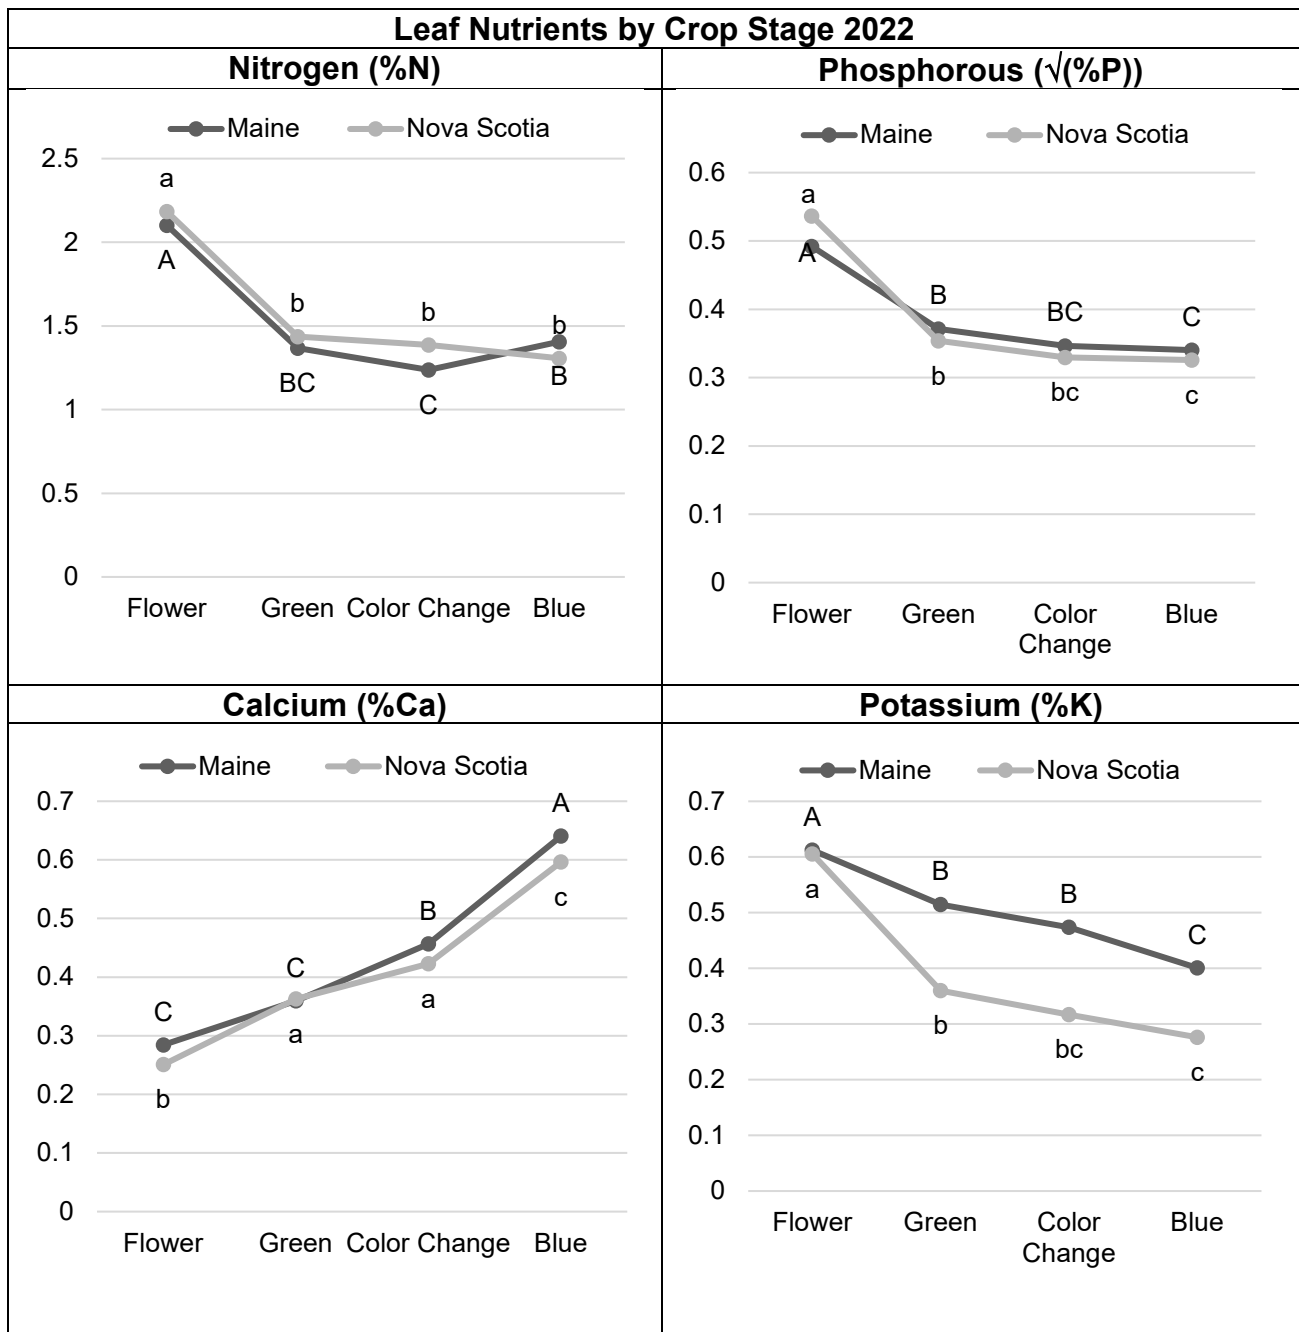 Leaf Nutrients by Crop Stage 2022
Nitrogen (%N)
Maine Nova Scotia
2.5
2
1.5
1
0.5
0
a
A
b
BC
b
C
b
B
Flower Green Color Change Blue
Phosphorous (√(%P))
Maine Nova Scotia
0.6
0.5
0.4
0.3
0.2
0.1
0
a
A
B
b
BC
bc
C
c
Flower Green Color Change Blue
Calcium (%Ca)
Maine Nova Scotia
0.7
0.6
0.5
0.4
0.3
0.2
0.1
0
C
b
C
a
B
a
A
c
Flower Green Color Change Blue
Potassium (%K)
Maine Nova Scotia
0.7
0.6
0.5
0.4
0.3
0.2
0.1
0
A
a
B
b
B
bc
C
c
Flower Green Color Change Blue